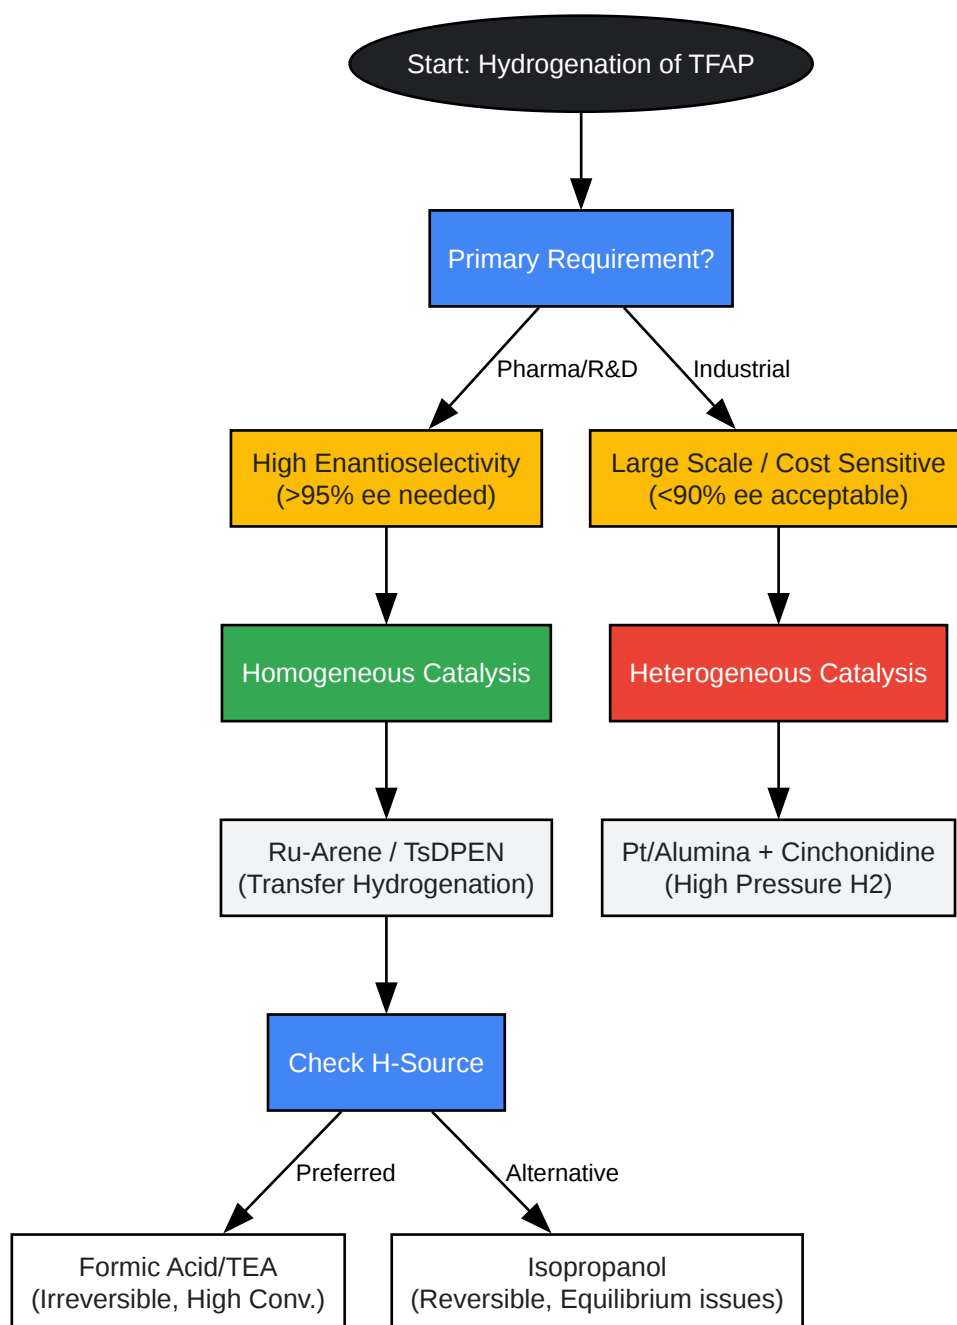 Start: Hydrogenation of TFAP
Primary Requirement?
Pharma/R&D
Industrial
High Enantioselectivity
(>95% ee needed)
Large Scale / Cost Sensitive
(<90% ee acceptable)
Homogeneous Catalysis
Heterogeneous Catalysis
Ru-Arene / TsDPEN
(Transfer Hydrogenation)
Pt/Alumina + Cinchonidine
(High Pressure H2)
Check H-Source
Preferred
Alternative
Formic Acid/TEA
(Irreversible, High Conv.)
Isopropanol
(Reversible, Equilibrium issues)